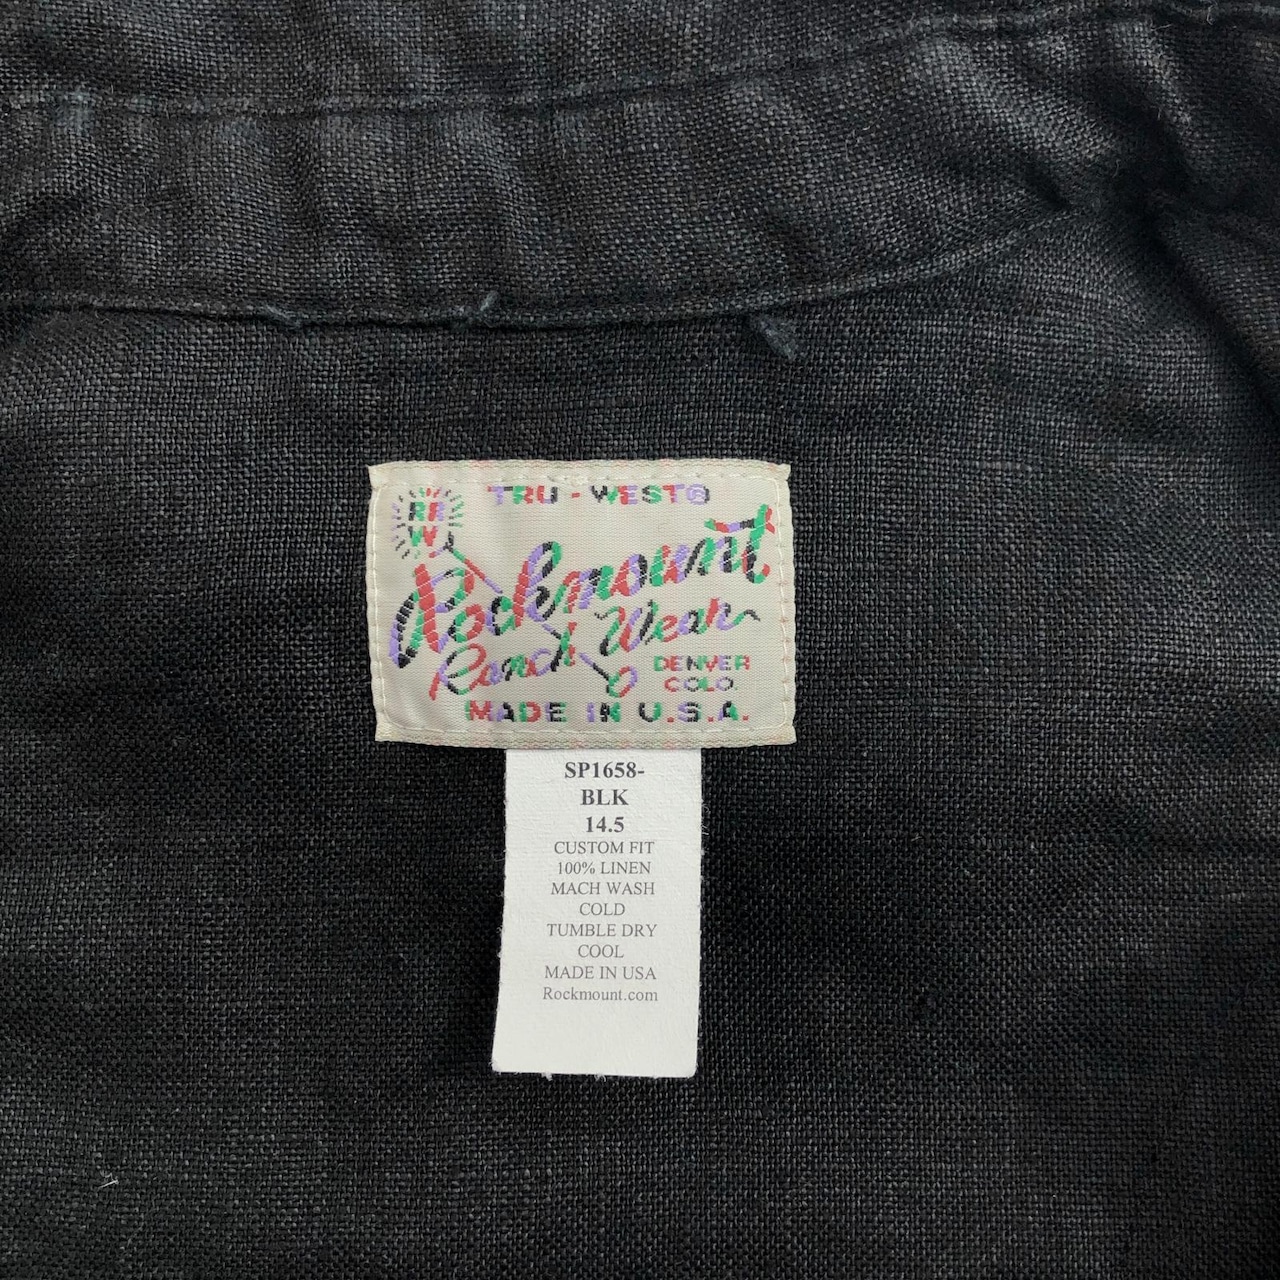 TRU-WEST®
RR
W
Rockmount
Ranch Wear
DENVER
COLO.
MADE IN U.S.A.
SP1658-
BLK
14.5
CUSTOM FIT
100% LINEN
MACH WASH
COLD
TUMBLE DRY
COOL
MADE IN USA
Rockmount.com